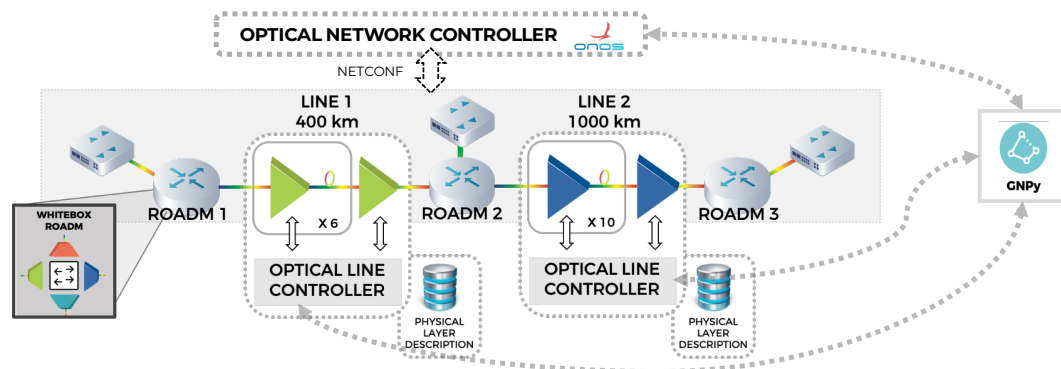 OPTICAL NETWORK CONTROLLER
onos
NETCONF
LINE 1
400 km
LINE 2
1000 km
ROADM 1
X 6
ROADM 2
X 10
ROADM 3
GNPy
WHITEBOX
ROADM
OPTICAL LINE
CONTROLLER
PHYSICAL
LAYER
DESCRIPTION
OPTICAL LINE
CONTROLLER
PHYSICAL
LAYER
DESCRIPTION